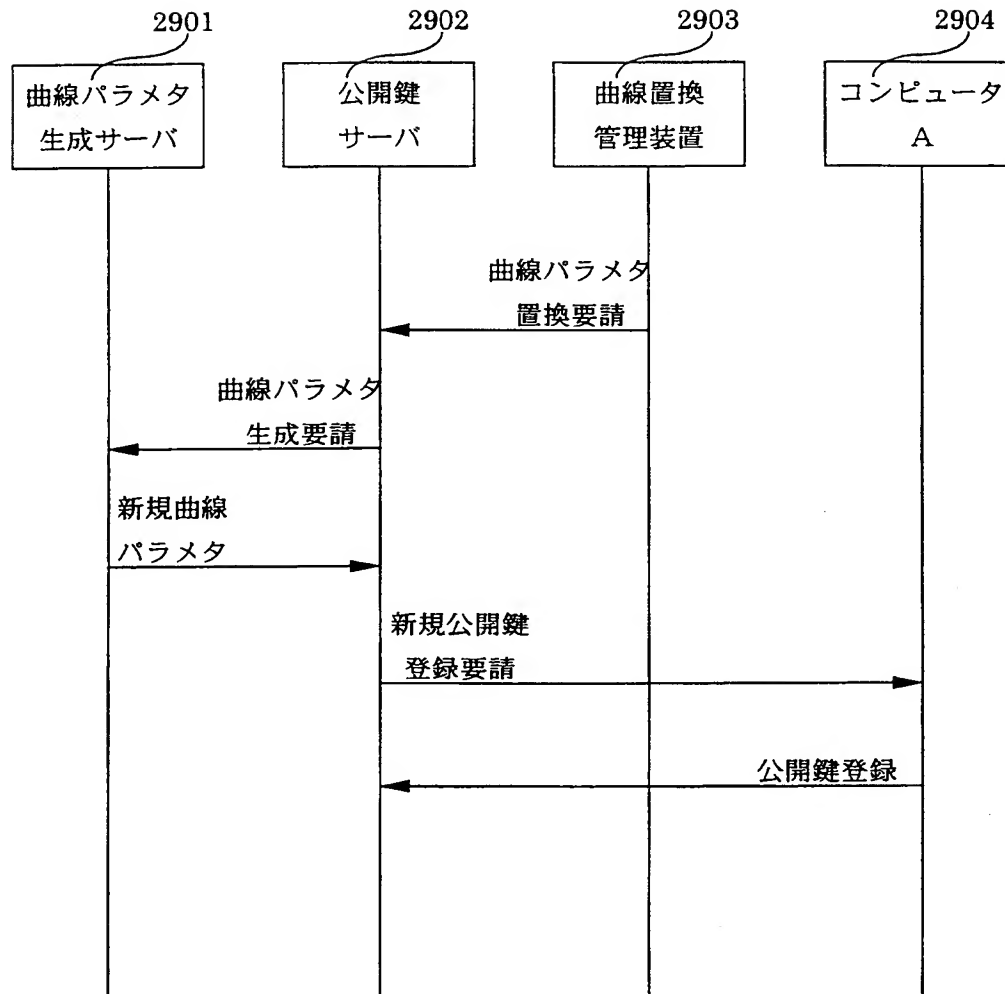 2901
2902
2903
2904
曲線パラメタ
生成サーバ
公開鍵
サーバ
曲線置換
管理装置
コンピュータ
A
曲線パラメタ
置換要請
曲線パラメタ
生成要請
新規曲線
パラメタ
新規公開鍵
登録要請
公開鍵登録